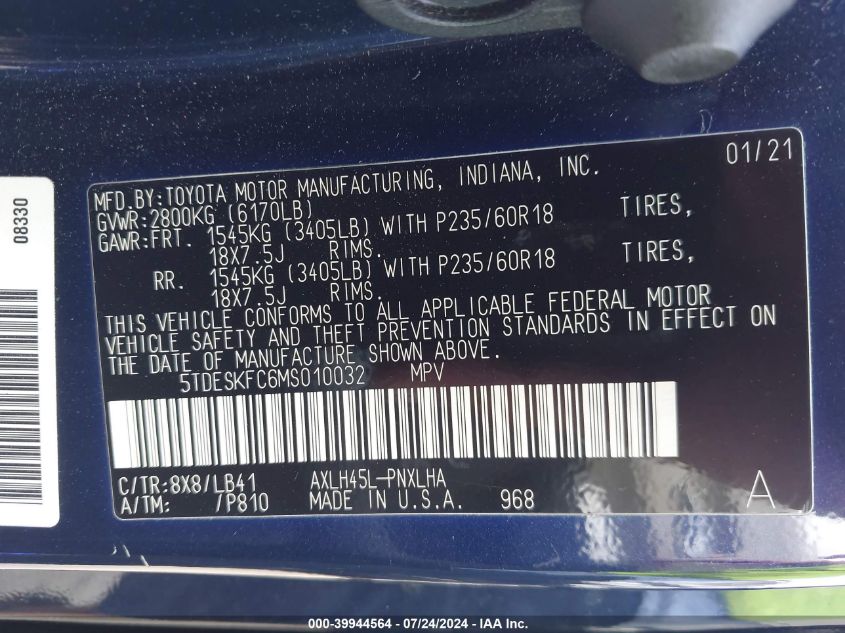 08330
01/21
MFD.BY:TOYOTA MOTOR MANUFACTURING, INDIANA, INC.
GVWR:2800KG (6170LB)
GAWR:FRT. 1545KG (3405LB) WITH P235/60R18 TIRES,
18X7.5J RIMS.
RR. 1545KG (3405LB) WITH P235/60R18 TIRES,
18X7.5J RIMS.
THIS VEHICLE CONFORMS TO ALL APPLICABLE FEDERAL MOTOR
VEHICLE SAFETY AND THEFT PREVENTION STANDARDS IN EFFECT ON
THE DATE OF MANUFACTURE SHOWN ABOVE.
5TDESKFC6MS010032 MPV
C/TR:8X8/LB41 AXLH45L-PNXLHA
A/TM: /P810 MADE IN U.S.A. 968 A
000-39944564 - 07/24/2024 - IAA Inc.